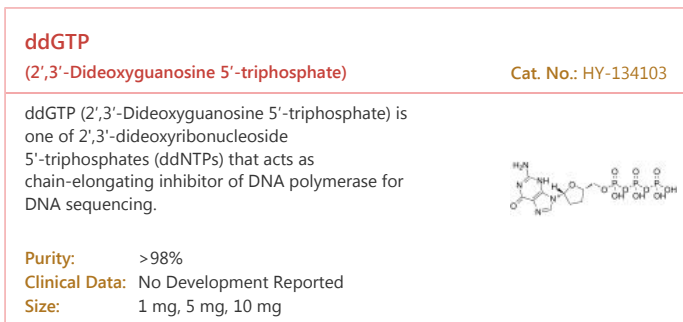 ddGTP
(2',3'-Dideoxyguanosine 5'-triphosphate) Cat. No.: HY-134103
ddGTP (2',3'-Dideoxyguanosine 5'-triphosphate) is
one of 2',3'-dideoxyribonucleoside
5'-triphosphates (ddNTPs) that acts as
chain-elongating inhibitor of DNA polymerase for
DNA sequencing.
Purity: >98%
Clinical Data: No Development Reported
Size: 1 mg, 5 mg, 10 mg